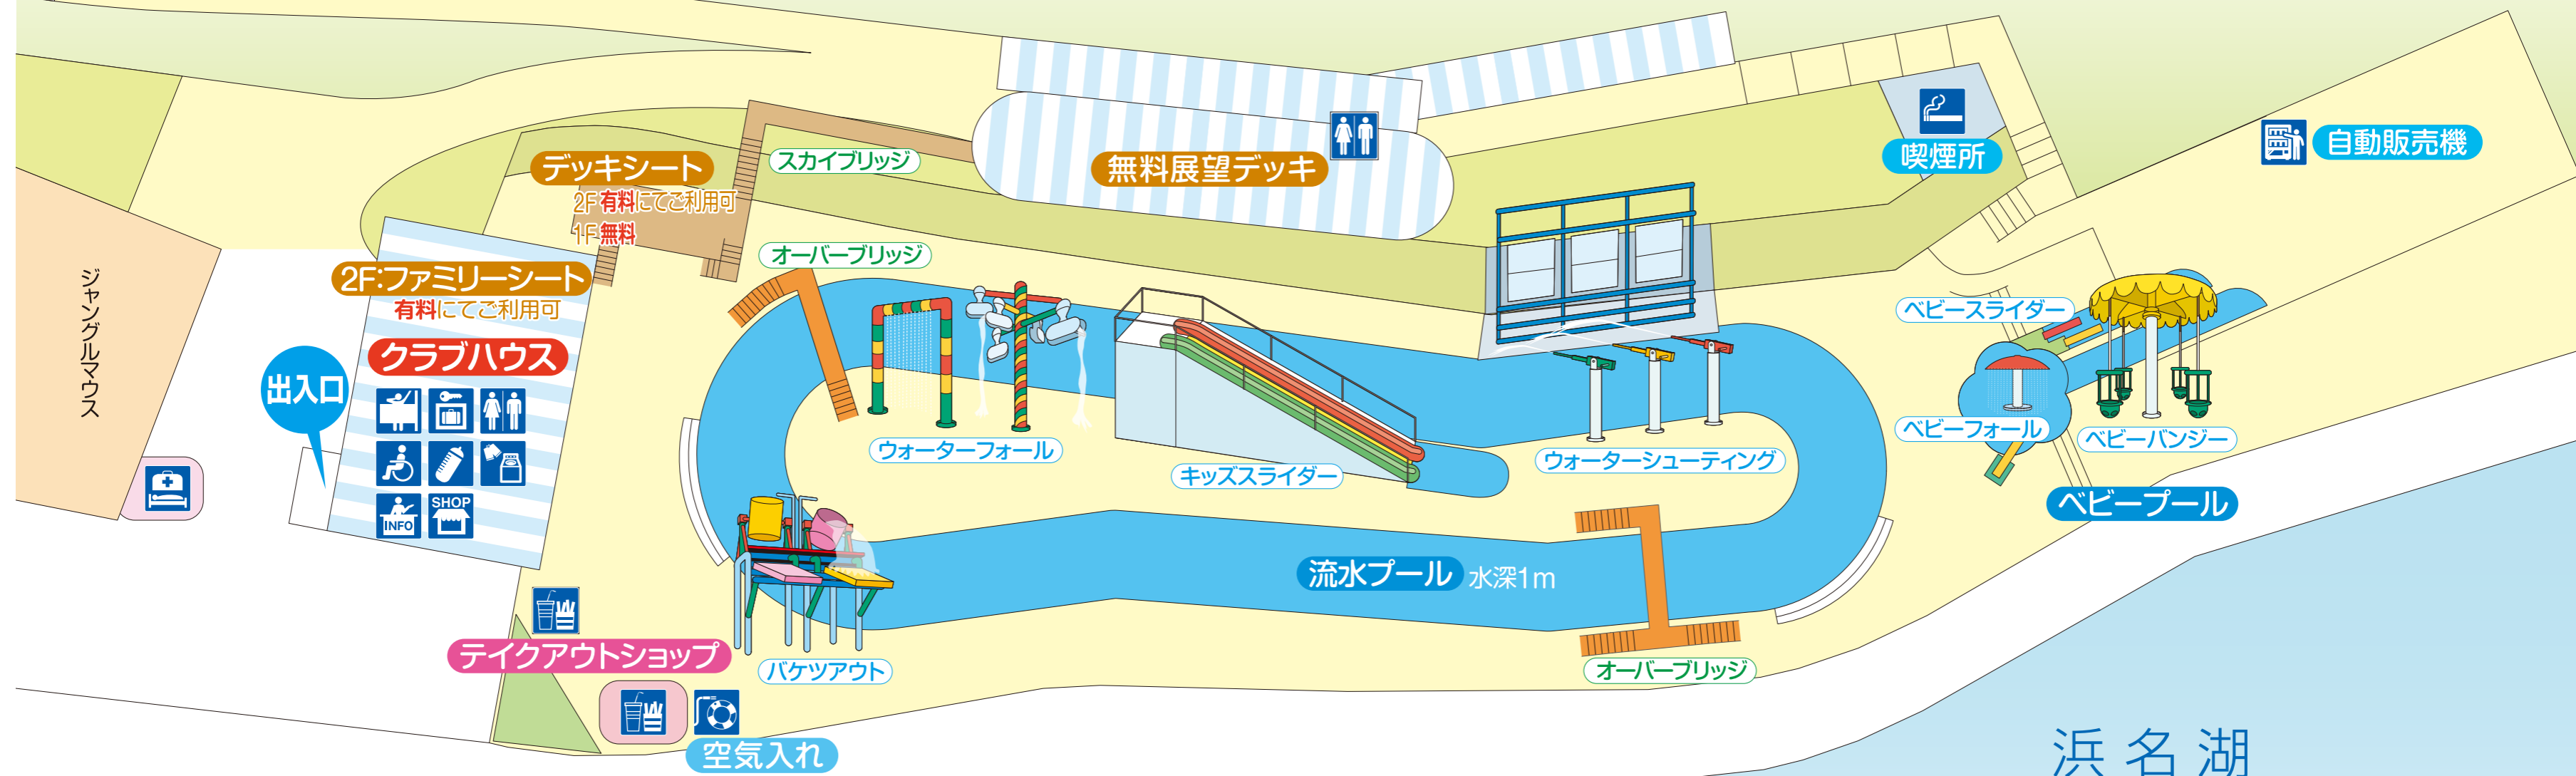 デッキシート
2F有料にてご利用可
1F無料
スカイブリッジ
無料展望デッキ
喫煙所
自動販売機
ジャングルマウス
2F:ファミリーシート
有料にてご利用可
クラブハウス
出入口
INFO
SHOP
オーバーブリッジ
ウォーターフォール
キッズスライダー
ウォーターシューティング
ベビースライダー
ベビーフォール
ベビーバンジー
ベビープール
流水プール 水深1m
テイクアウトショップ
バケツアウト
オーバーブリッジ
空気入れ
浜名湖